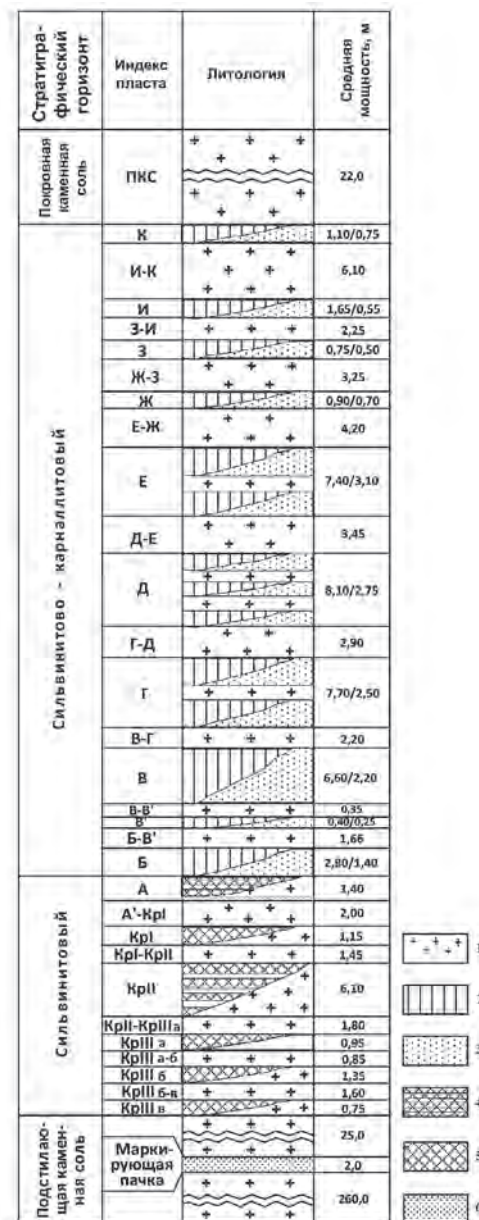 Стратигра-
фический
горизонт
Индекс
пласта
Литология
Средняя
мощность, м
Покровная
каменная
соль
ПКС
22,0
Сильвинитово - карналлитовый
К
1,10/0,75
И-К
6,10
И
1,65/0,55
З-И
2,25
З
0,75/0,50
Ж-З
3,25
Ж
0,90/0,70
Е-Ж
4,20
Е
7,40/3,10
Д-Е
3,45
Д
8,10/2,75
Г-Д
2,90
Г
7,70/2,50
В-Г
2,20
В
6,60/2,20
В-В'
0,35
В'
0,40/0,25
Б-В'
1,66
Б
2,80/1,40
Сильвинитовый
А
1,40
А'-КрI
2,00
КрI
1,15
КрI-КрII
1,45
КрII
6,10
КрII-КрIIIа
1,80
КрIII а
0,95
КрIII а-б
0,85
КрIII б
1,35
КрIII б-в
1,60
КрIII в
0,75
Подстилаю-
щая камен-
ная соль
25,0
Марки-
рующая
пачка
2,0
260,0
4
5
6